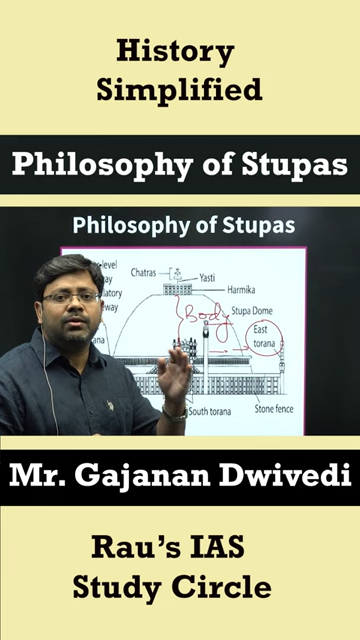 History
Simplified
Philosophy of Stupas
Philosophy of Stupas
Chatras
Yasti
Harmika
Body
Stupa Dome
East
torana
South torana
Stone fence
Mr. Gajanan Dwivedi
Rau's IAS
Study Circle